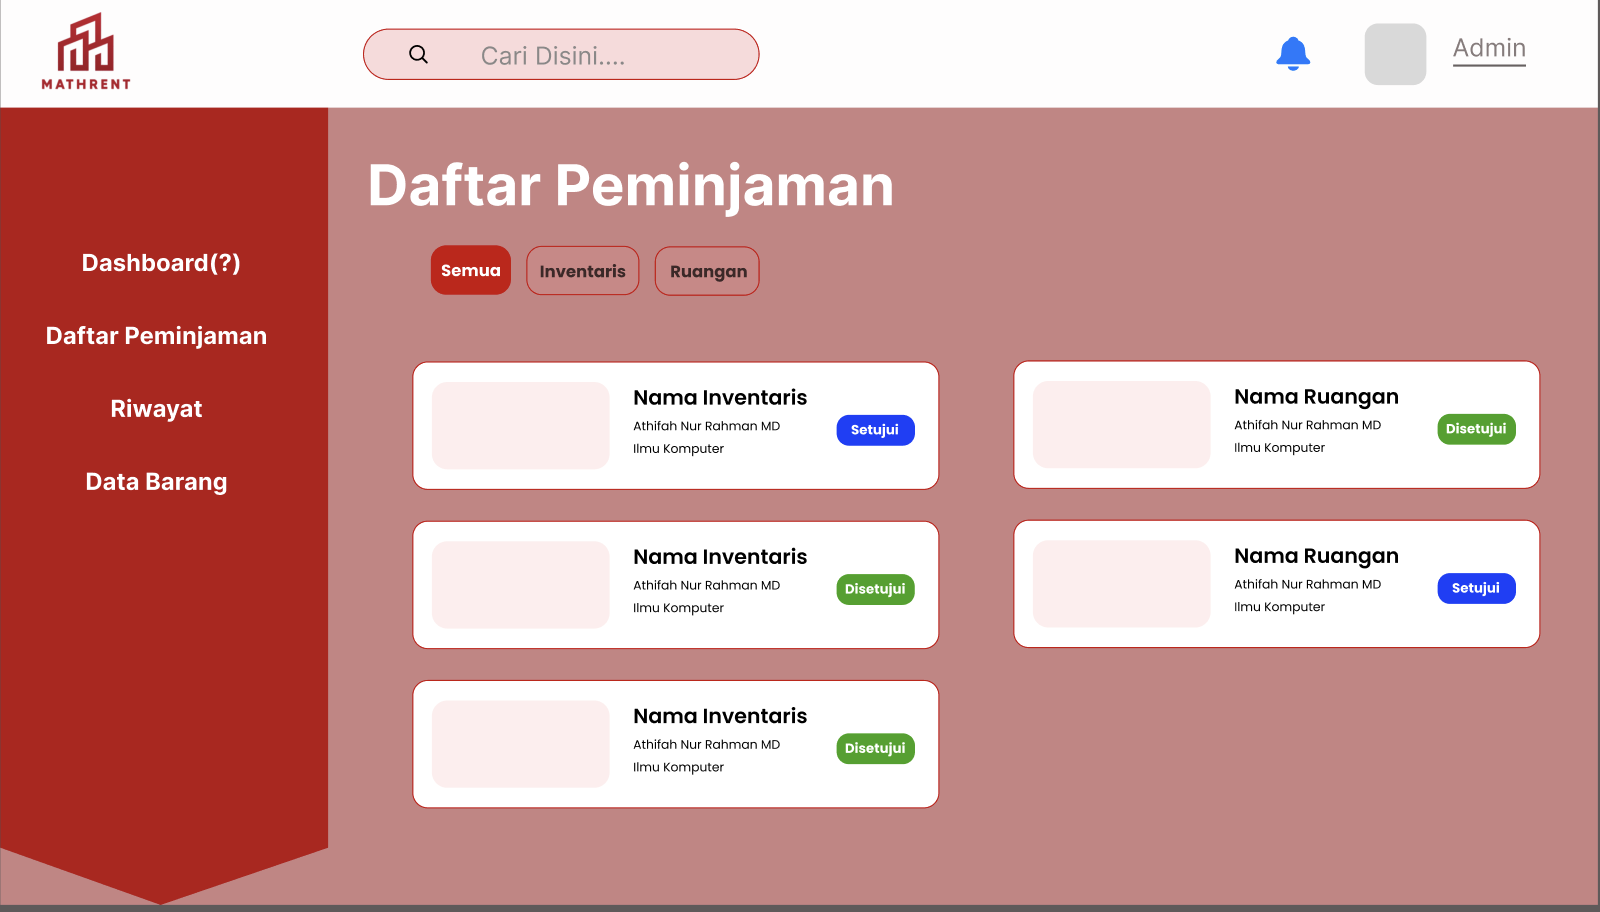 MATHRENT
Cari Disini....
Admin
Dashboard(?)
Daftar Peminjaman
Riwayat
Data Barang
Daftar Peminjaman
Semua
Inventaris
Ruangan
Nama Inventaris
Athifah Nur Rahman MD
Ilmu Komputer
Setujui
Nama Ruangan
Athifah Nur Rahman MD
Ilmu Komputer
Disetujui
Nama Inventaris
Athifah Nur Rahman MD
Ilmu Komputer
Disetujui
Nama Ruangan
Athifah Nur Rahman MD
Ilmu Komputer
Setujui
Nama Inventaris
Athifah Nur Rahman MD
Ilmu Komputer
Disetujui